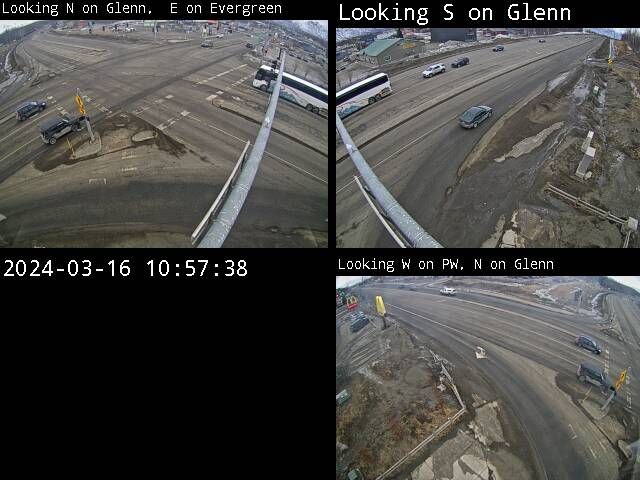 Looking N on Glenn,  E on Evergreen
Looking S on Glenn
2024-03-16 10:57:38
Looking W on PW, N on Glenn